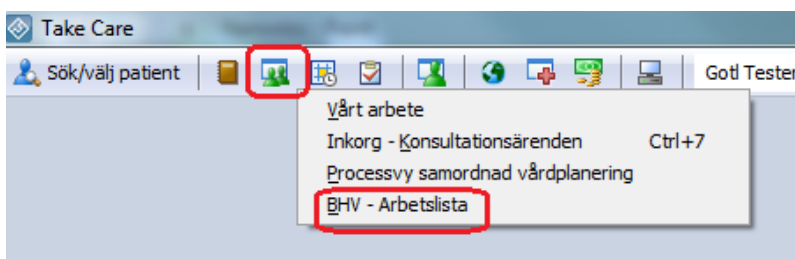 Take Care
Sök/välj patient Gotl Tester
Vårt arbete
Inkorg - Konsultationsärenden Ctrl+7
Processvy samordnad vårdplanering
BHV - Arbetslista